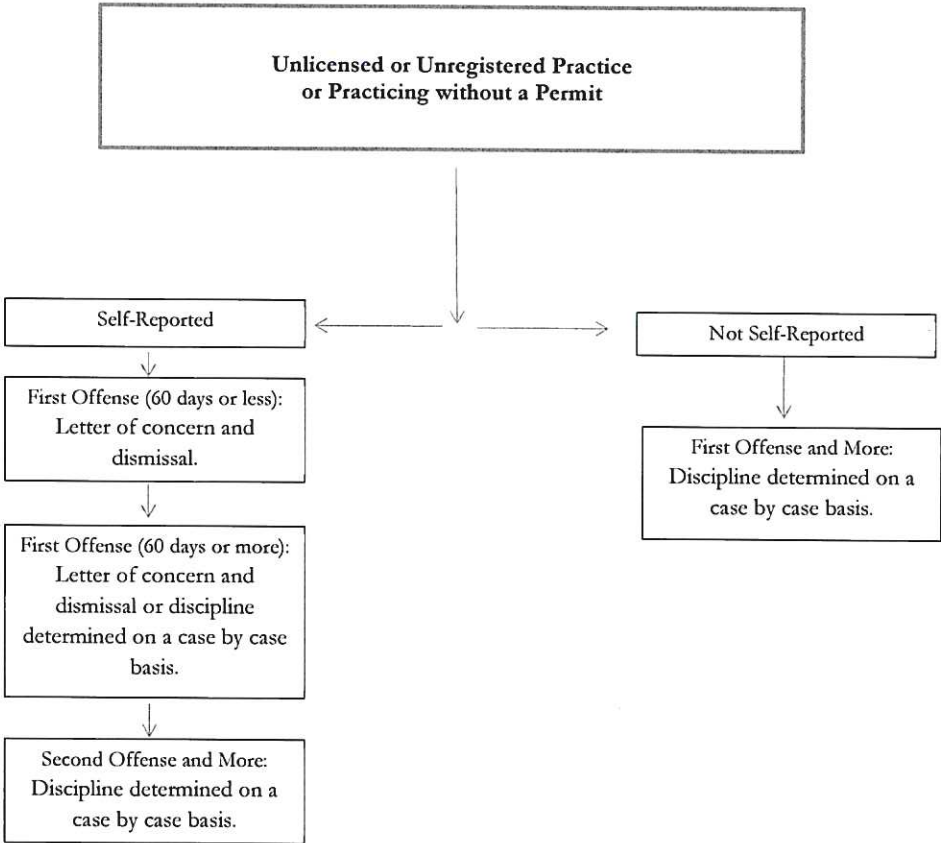 Unlicensed or Unregistered Practice
or Practicing without a Permit
Self-Reported
First Offense (60 days or less):
Letter of concern and
dismissal.
First Offense (60 days or more):
Letter of concern and
dismissal or discipline
determined on a case by case
basis.
Second Offense and More:
Discipline determined on a
case by case basis.
Not Self-Reported
First Offense and More:
Discipline determined on a
case by case basis.